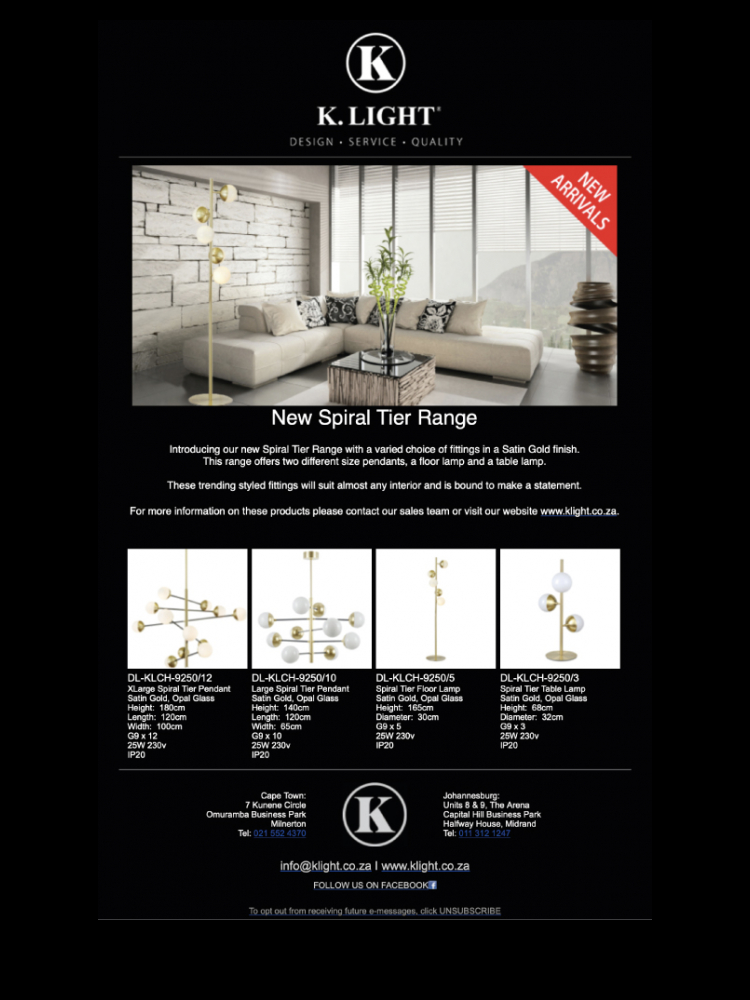 K
K. LIGHT®
DESIGN • SERVICE • QUALITY
NEW
ARRIVALS
New Spiral Tier Range
Introducing our new Spiral Tier Range with a varied choice of fittings in a Satin Gold finish.
This range offers two different size pendants, a floor lamp and a table lamp.
These trending styled fittings will suit almost any interior and is bound to make a statement.
For more information on these products please contact our sales team or visit our website www.klight.co.za.
DL-KLCH-9250/12
XLarge Spiral Tier Pendant
Satin Gold, Opal Glass
Height: 180cm
Length: 120cm
Width: 100cm
G9 x 12
25W 230v
IP20
DL-KLCH-9250/10
Large Spiral Tier Pendant
Satin Gold, Opal Glass
Height: 140cm
Length: 120cm
Width: 65cm
G9 x 10
25W 230v
IP20
DL-KLCH-9250/5
Spiral Tier Floor Lamp
Satin Gold, Opal Glass
Height: 165cm
Diameter: 30cm
G9 x 5
25W 230v
IP20
DL-KLCH-9250/3
Spiral Tier Table Lamp
Satin Gold, Opal Glass
Height: 68cm
Diameter: 32cm
G9 x 3
25W 230v
IP20
Cape Town:
7 Kunene Circle
Omuramba Business Park
Milnerton
Tel: 021 552 4370
K
Johannesburg:
Units 8 & 9, The Arena
Capital Hill Business Park
Halfway House, Midrand
Tel: 011 312 1247
info@klight.co.za I www.klight.co.za
FOLLOW US ON FACEBOOK f
To opt out from receiving future e-messages, click UNSUBSCRIBE